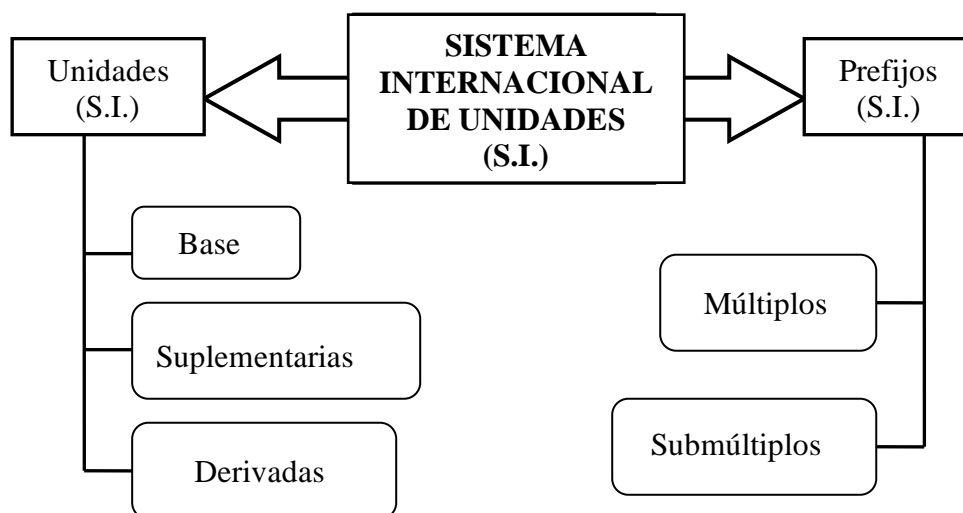 SISTEMA
INTERNACIONAL
DE UNIDADES
(S.I.)
Unidades
(S.I.)
Base
Suplementarias
Derivadas
Prefijos
(S.I.)
Múltiplos
Submúltiplos